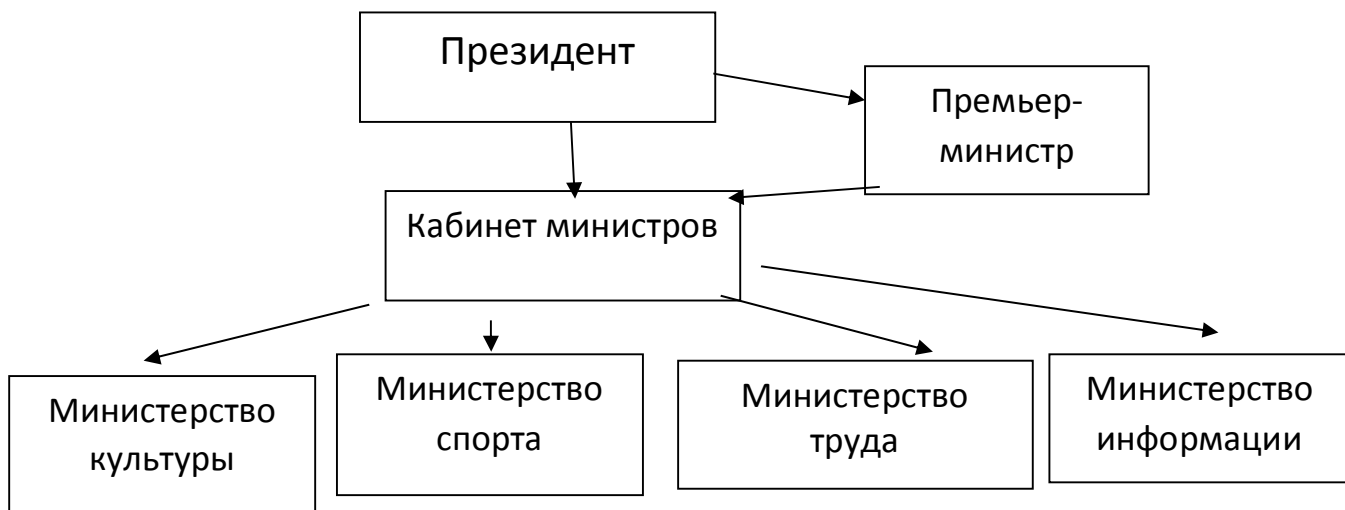 Президент
Премьер-
министр
Кабинет министров
Министерство
культуры
Министерство
спорта
Министерство
труда
Министерство
информации